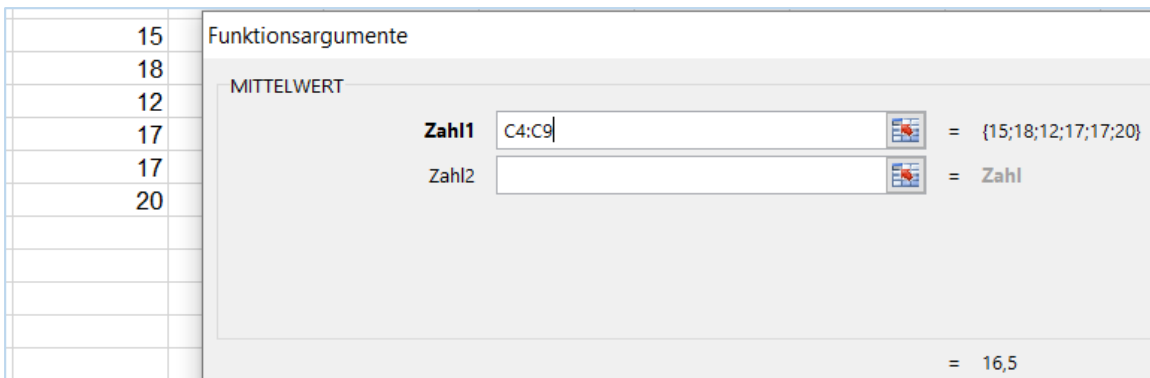 15
Funktionsargumente
18
MITTELWERT
12
17
Zahl1 C4:C9 = {15;18;12;17;17;20}
17
Zahl2 = Zahl
20
= 16,5